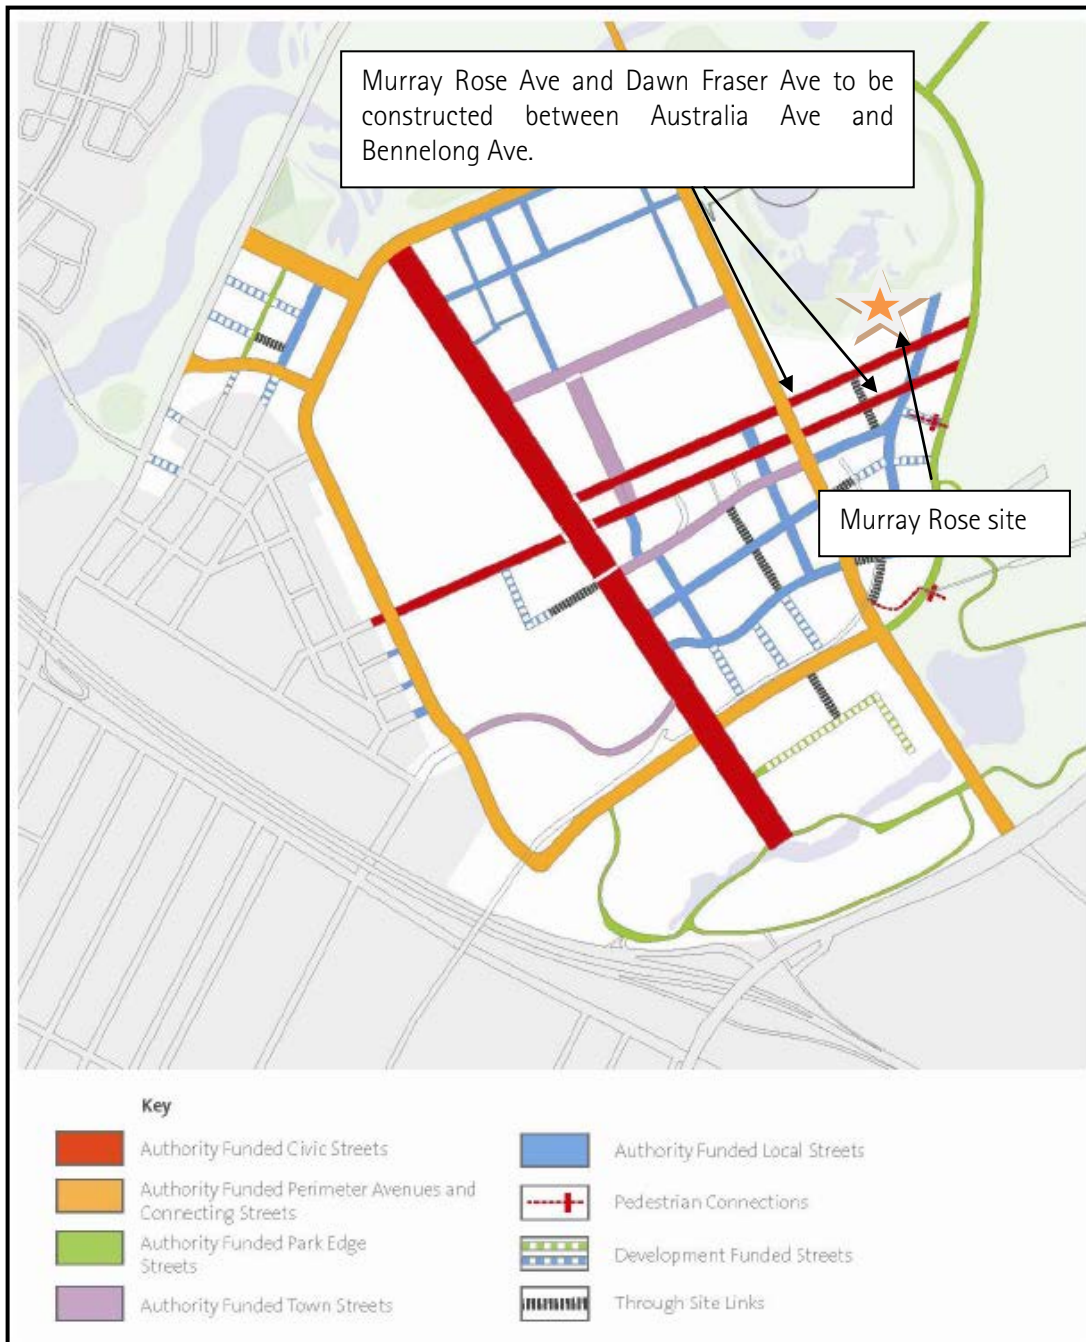 Murray Rose Ave and Dawn Fraser Ave to be
constructed between Australia Ave and
Bennelong Ave.
Murray Rose site
Key
Authority Funded Civic Streets
Authority Funded Perimeter Avenues and
Connecting Streets
Authority Funded Park Edge
Streets
Authority Funded Town Streets
Authority Funded Local Streets
Pedestrian Connections
Development Funded Streets
Through Site Links